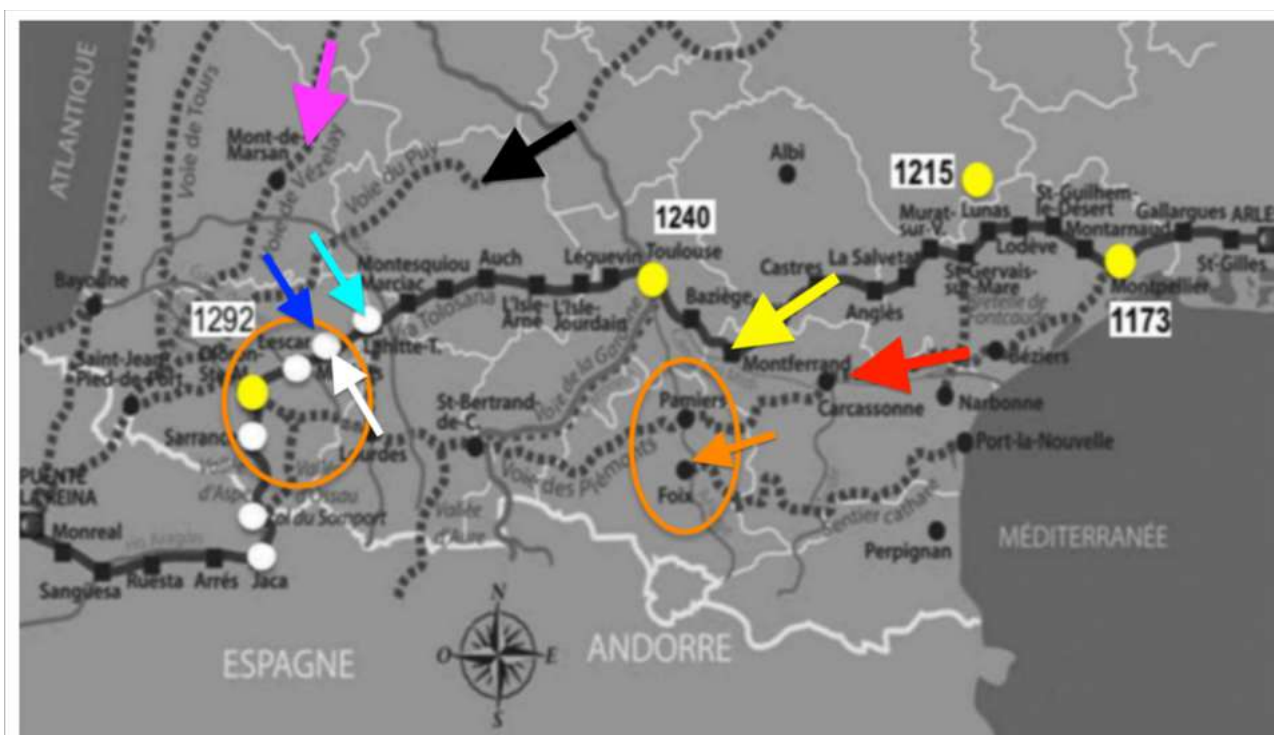 ATLANTIQUE
Voie de Tours
Mont-de-
Marsan
Voie de Vézelay
Voie du Puy
Albi
1215
1240
Murat-
sur-V.
Lunas
St-Guilhem-
le-Désert
Montarnaud
Gallargues
ARLE
Lodève
St-Gilles
Montpellier
1173
Bayonne
Montesquiou
Marciac
Auch
Léguevin
Toulouse
Castres
La Salvetat
Anglès
St-Gervais-
sur-Mare
L'Isle-
Arné
L'Isle-
Jourdain
Baziège
Via Tolosana
1292
Lescar
Lahitte-T.
Montferrand
Béziers
Saint-Jean-
Pied-de-Port
Voie de la Garonne
Pamiers
Carcassonne
Narbonne
Sarrance
Lourdes
St-Bertrand-
de-C.
Port-la-Nouvelle
PUENTE
LA REINA
d'Aspe
d'Ossau
Col du Somport
Voie des Piémonts
Foix
Sentier cathare
Vallée
d'Aure
Perpignan
MÉDITERRANÉE
Monreal
Sangüesa
Ruesta
Arrés
Jaca
ESPAGNE
ANDORRE
N
O
E
S